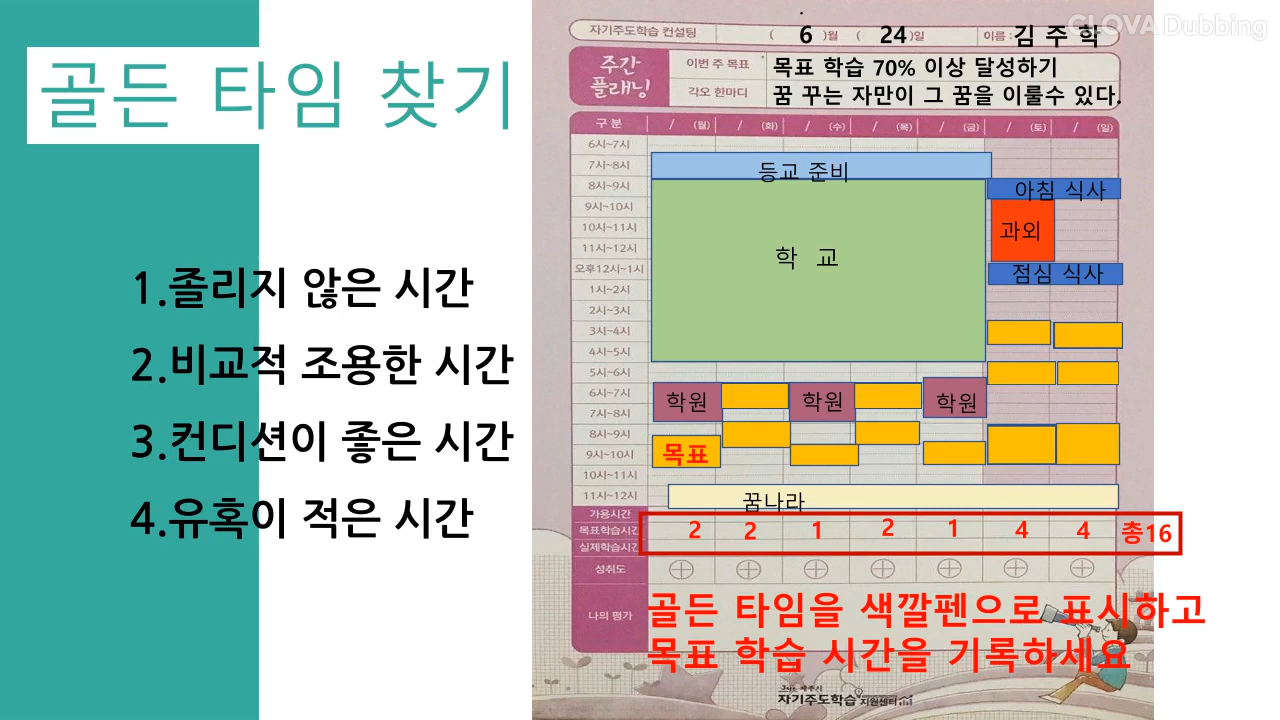 CLOVA Dubbing
골든 타임 찾기
1.졸리지 않은 시간
2.비교적 조용한 시간
3.컨디션이 좋은 시간
4.유혹이 적은 시간
자기주도학습 컨설팅 ( 6 )월 ( 24 )일 이름 : 김 주 학
주간 플래닝
이번 주 목표 목표 학습 70% 이상 달성하기
각오 한마디 꿈 꾸는 자만이 그 꿈을 이룰수 있다.
구 분 / (월) / (화) / (수) / (목) / (금) / (토) / (일)
6시~7시
7시~8시 등교 준비
8시~9시 아침 식사
9시~10시
10시~11시 학 교 과외
11시~12시
오후12시~1시 점심 식사
1시~2시
2시~3시
3시~4시
4시~5시
5시~6시
6시~7시 학원 학원 학원
7시~8시
8시~9시
9시~10시 목표
10시~11시
11시~12시 꿈나라
가용시간
목표학습시간 2 2 1 2 1 4 4 총16
실제학습시간
성취도
나의 평가
골든 타임을 색깔펜으로 표시하고
목표 학습 시간을 기록하세요
제주시
자기주도학습지원센터